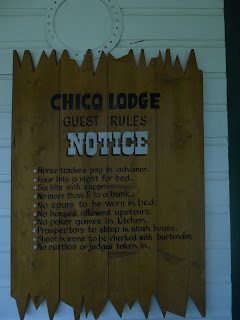 CHICO LODGE
GUEST RULES
NOTICE
Horse traders pay in advance.
Four bits a night for bed.
Six bits with supper.
No more than 5 to a bunk.
No spurs to be worn in bed.
No horses allowed upstairs.
No poker games in kitchen.
Prospectors to sleep in wash house.
Shoot'n irons to be checked with bartender.
No rustlers or judges taken in.